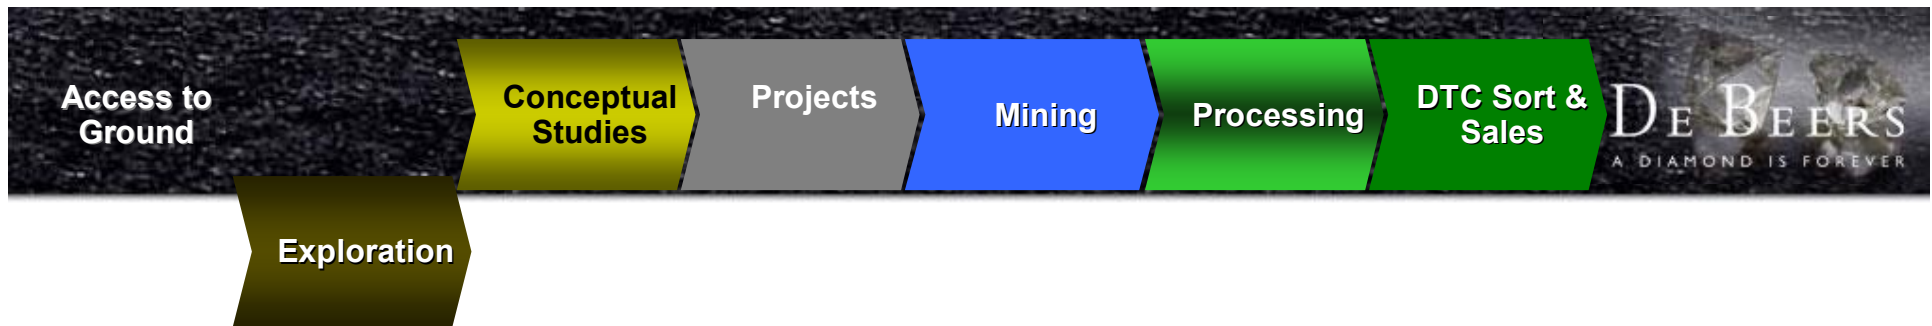 Access to
Ground
Exploration
Conceptual
Studies
Projects
Mining
Processing
DTC Sort &
Sales
DE BEERS
A DIAMOND IS FOREVER